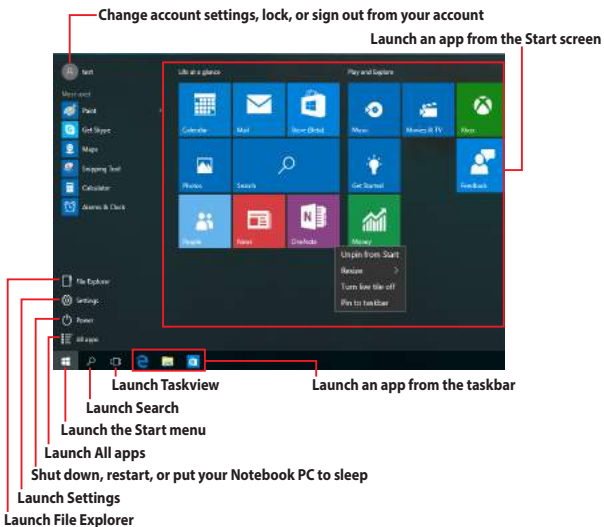 Change account settings, lock, or sign out from your account
Launch an app from the Start screen
test
Life at a glance
Play and Explore
Most used
Paint
Get Skype
Maps
Snipping Tool
Calculator
Alarms & Clock
Calendar
Mail
Store (Beta)
Music
Movies & TV
Xbox
Photos
Search
Get Started
Feedback
People
News
OneNote
Money
Unpin from Start
Resize
Turn live tile off
Pin to taskbar
File Explorer
Settings
Power
All apps
Launch Taskview
Launch an app from the taskbar
Launch Search
Launch the Start menu
Launch All apps
Shut down, restart, or put your Notebook PC to sleep
Launch Settings
Launch File Explorer